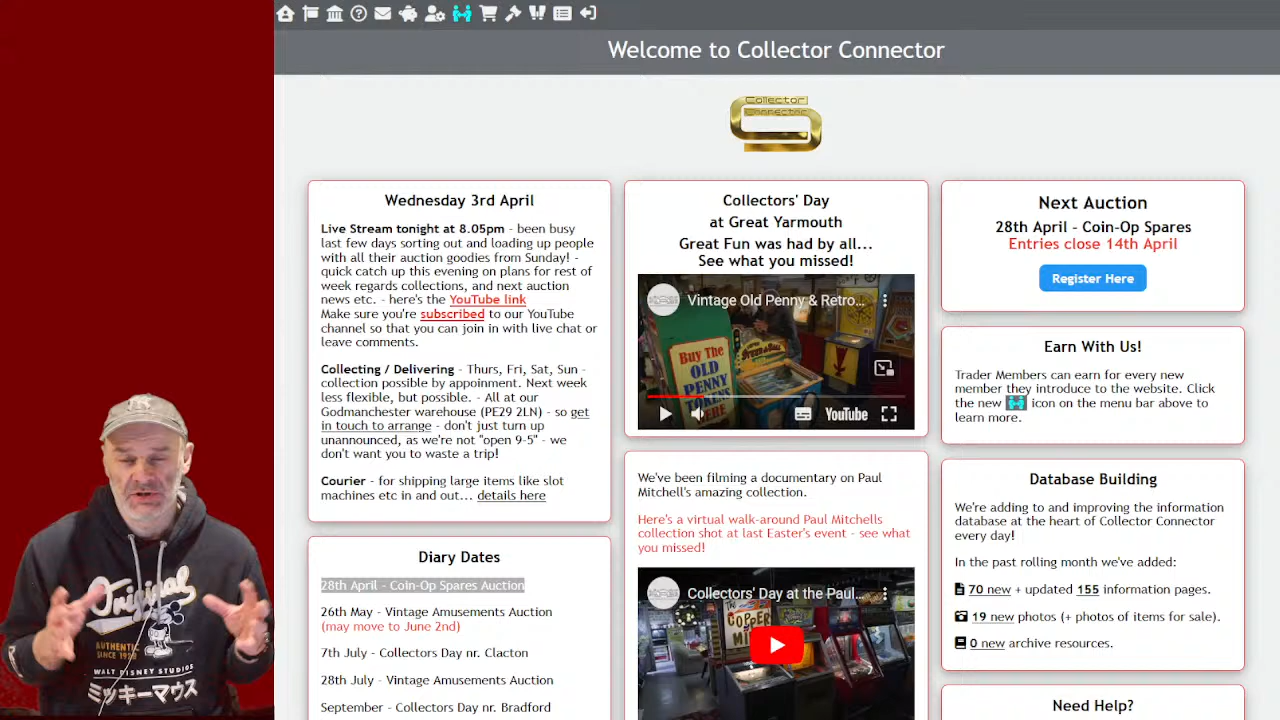 Welcome to Collector Connector
Collector
Connector
Wednesday 3rd April
Live Stream tonight at 8.05pm - been busy
last few days sorting out and loading up people
with all their auction goodies from Sunday! -
quick catch up this evening on plans for rest of
week regards collections, and next auction
news etc. - here's the YouTube link
Make sure you're subscribed to our YouTube
channel so that you can join in with live chat or
leave comments.
Collecting / Delivering - Thurs, Fri, Sat, Sun -
collection possible by appoinment. Next week
less flexible, but possible. - All at our
Godmanchester warehouse (PE29 2LN) - so get
in touch to arrange - don't just turn up
unannounced, as we're not "open 9-5" - we
don't want you to waste a trip!
Courier - for shipping large items like slot
machines etc in and out... details here
Diary Dates
28th April - Coin-Op Spares Auction
26th May - Vintage Amusements Auction
(may move to June 2nd)
7th July - Collectors Day nr. Clacton
28th July - Vintage Amusements Auction
September - Collectors Day nr. Bradford
Collectors' Day
at Great Yarmouth
Great Fun was had by all...
See what you missed!
Vintage Old Penny & Retro...
BUY THE
OLD
PENNY
TOKENS
HERE
YouTube
We've been filming a documentary on Paul
Mitchell's amazing collection.
Here's a virtual walk-around Paul Mitchells
collection shot at last Easter's event - see what
you missed!
Collectors' Day at the Paul...
COPPER
Next Auction
28th April - Coin-Op Spares
Entries close 14th April
Register Here
Earn With Us!
Trader Members can earn for every new
member they introduce to the website. Click
the new icon on the menu bar above to
learn more.
Database Building
We're adding to and improving the information
database at the heart of Collector Connector
every day!
In the past rolling month we've added:
70 new + updated 155 information pages.
19 new photos (+ photos of items for sale).
0 new archive resources.
Need Help?
Original
AUTHENTIC
SINCE 1928
WALT DISNEY STUDIOS
ミッキーマウス